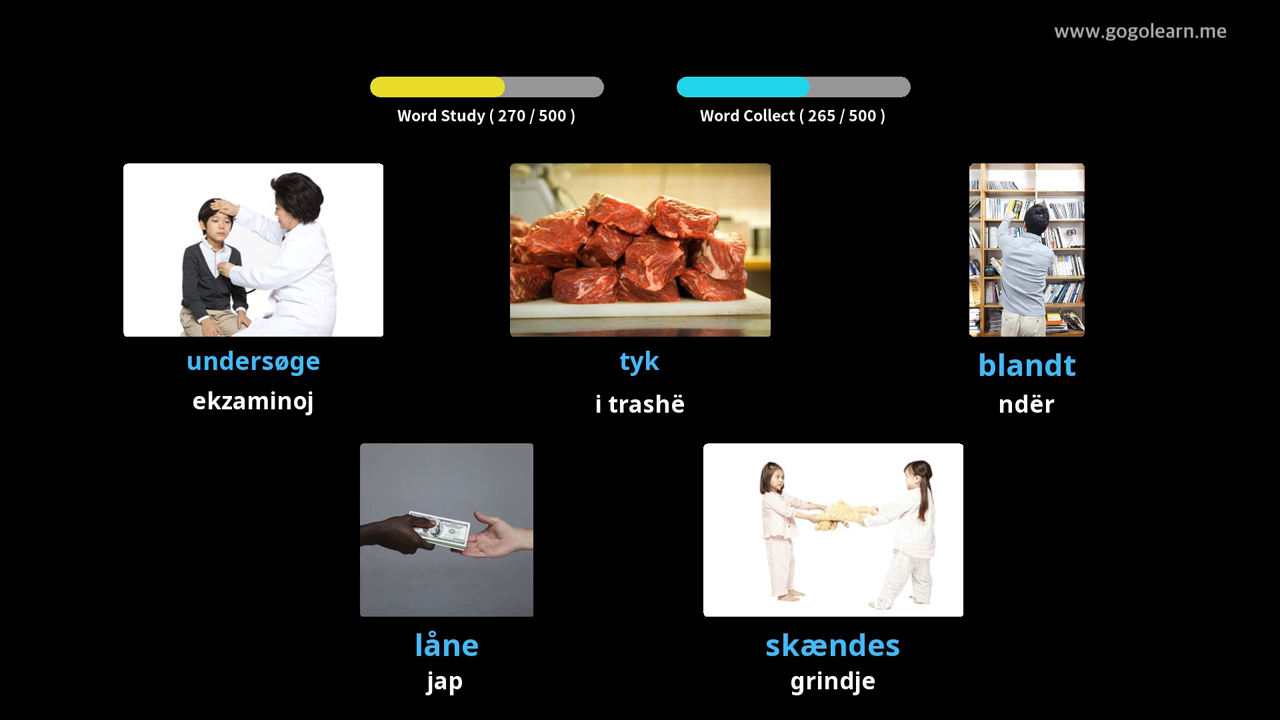 www.gogolearn.me
Word Study ( 270 / 500 )
Word Collect ( 265 / 500 )
undersøge
ekzaminoj
tyk
i trashë
blandt
ndër
låne
jap
skændes
grindje